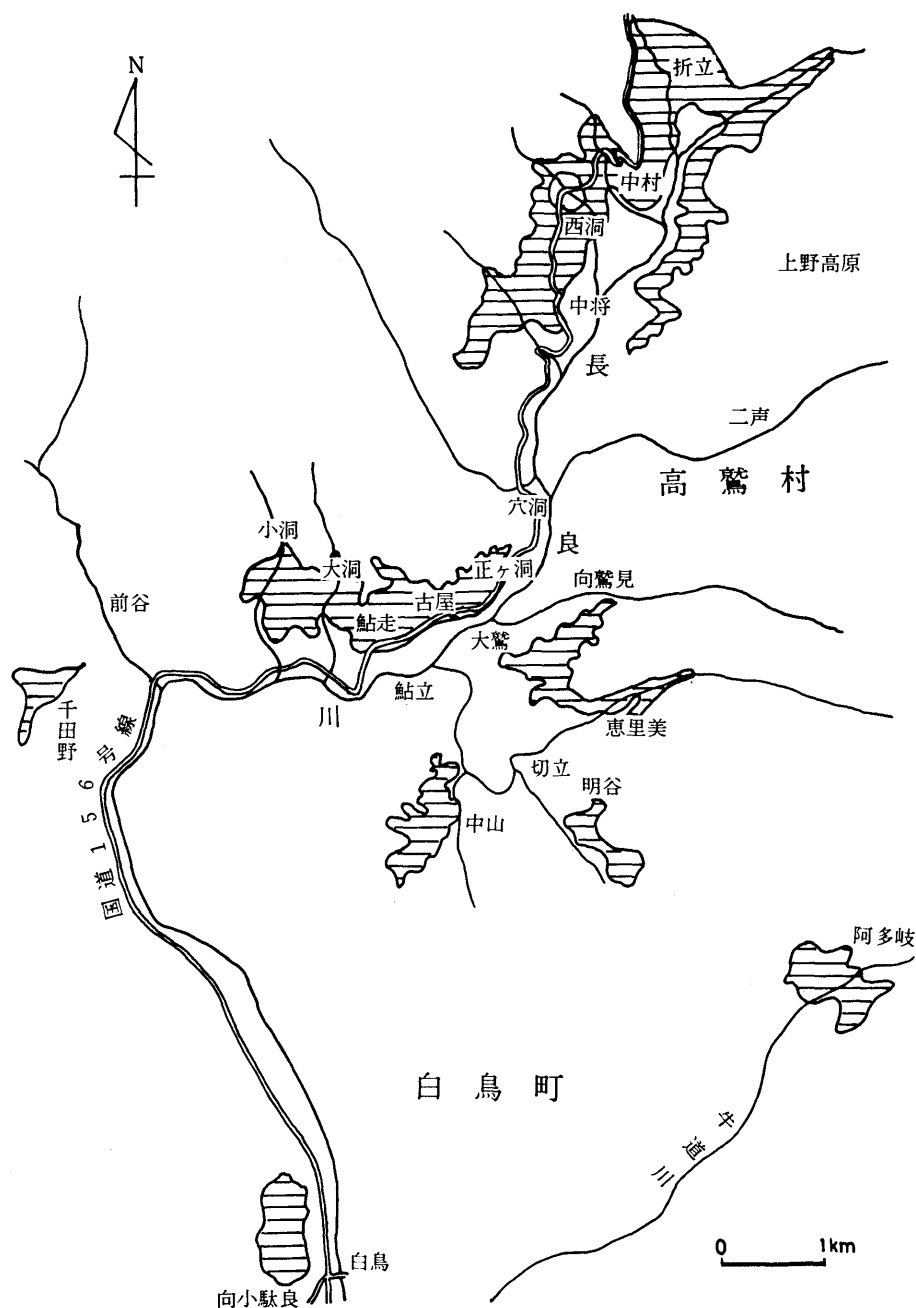 N
折立
中村
西洞
上野高原
中将
長
二声
高鷲村
穴洞
小洞
良
大洞
正ヶ洞
向鷲見
前谷
古屋
鮎走
大鷲
鮎立
川
恵里美
千田野
切立
明谷
中山
国道156号線
阿多岐
白鳥町
牛道川
0 1km
白鳥
向小駄良